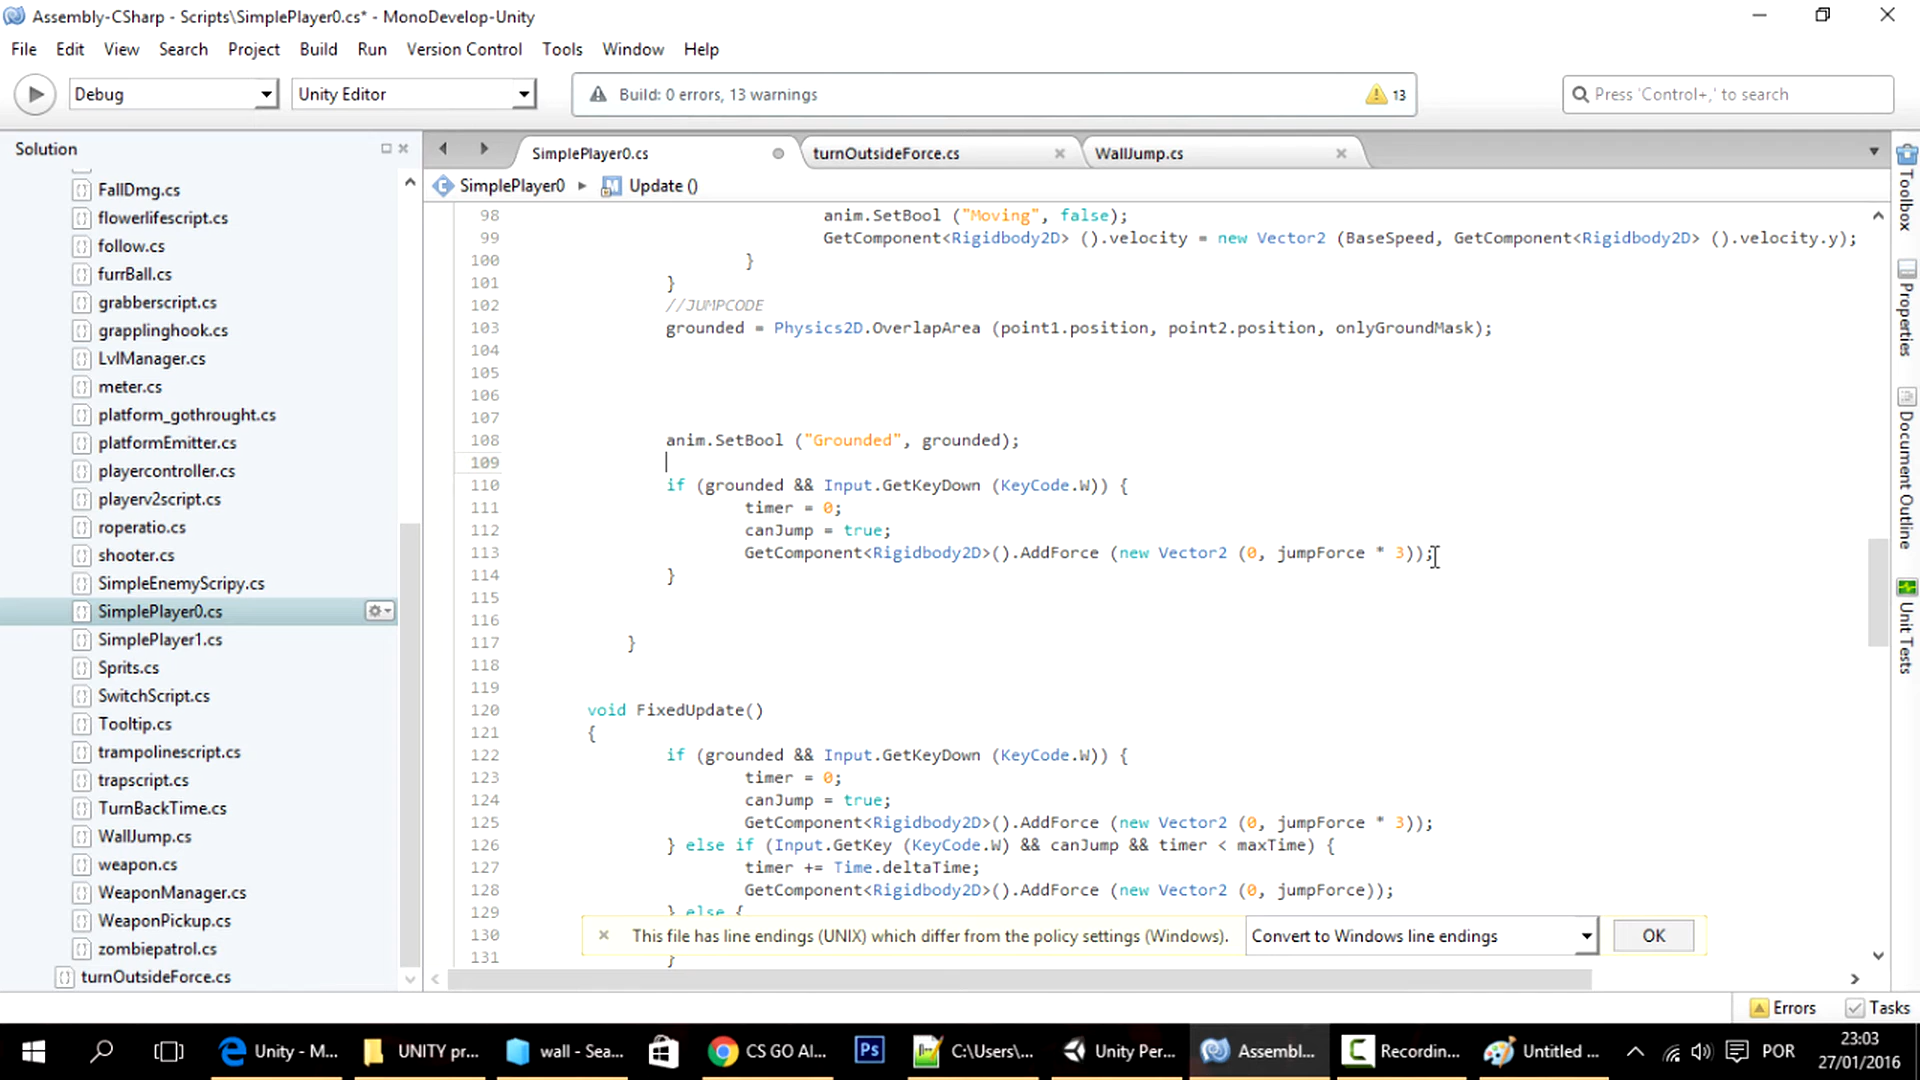 Assembly-CSharp - Scripts\SimplePlayer0.cs* - MonoDevelop-Unity
File Edit View Search Project Build Run Version Control Tools Window Help
Debug Unity Editor Build: 0 errors, 13 warnings 13 Press 'Control+,' to search
Solution
FallDmg.cs
flowerlifescript.cs
follow.cs
furrBall.cs
grabberscript.cs
grapplinghook.cs
LvlManager.cs
meter.cs
platform_gothrought.cs
platformEmitter.cs
playercontroller.cs
playerv2script.cs
roperatio.cs
shooter.cs
SimpleEnemyScripy.cs
SimplePlayer0.cs
SimplePlayer1.cs
Sprits.cs
SwitchScript.cs
Tooltip.cs
trampolinescript.cs
trapscript.cs
TurnBackTime.cs
WallJump.cs
weapon.cs
WeaponManager.cs
WeaponPickup.cs
zombiepatrol.cs
turnOutsideForce.cs
SimplePlayer0.cs turnOutsideForce.cs WallJump.cs
SimplePlayer0 Update ()
98 anim.SetBool ("Moving", false);
99 GetComponent<Rigidbody2D> ().velocity = new Vector2 (BaseSpeed, GetComponent<Rigidbody2D> ().velocity.y);
100 }
101 }
102 //JUMPCODE
103 grounded = Physics2D.OverlapArea (point1.position, point2.position, onlyGroundMask);
104
105
106
107
108 anim.SetBool ("Grounded", grounded);
109
110 if (grounded && Input.GetKeyDown (KeyCode.W)) {
111 timer = 0;
112 canJump = true;
113 GetComponent<Rigidbody2D>().AddForce (new Vector2 (0, jumpForce * 3));
114 }
115
116
117 }
118
119
120 void FixedUpdate()
121 {
122 if (grounded && Input.GetKeyDown (KeyCode.W)) {
123 timer = 0;
124 canJump = true;
125 GetComponent<Rigidbody2D>().AddForce (new Vector2 (0, jumpForce * 3));
126 } else if (Input.GetKey (KeyCode.W) && canJump && timer < maxTime) {
127 timer += Time.deltaTime;
128 GetComponent<Rigidbody2D>().AddForce (new Vector2 (0, jumpForce));
129 } else {
130
131 }
This file has line endings (UNIX) which differ from the policy settings (Windows). Convert to Windows line endings OK
Toolbox
Properties
Document Outline
Unit Tests
Errors Tasks
Unity - M... UNITY pr... wall - Sea... CS GO Al... Ps C:\Users\... Unity Per... Assembl... Recordin... Untitled ... POR 23:03
27/01/2016